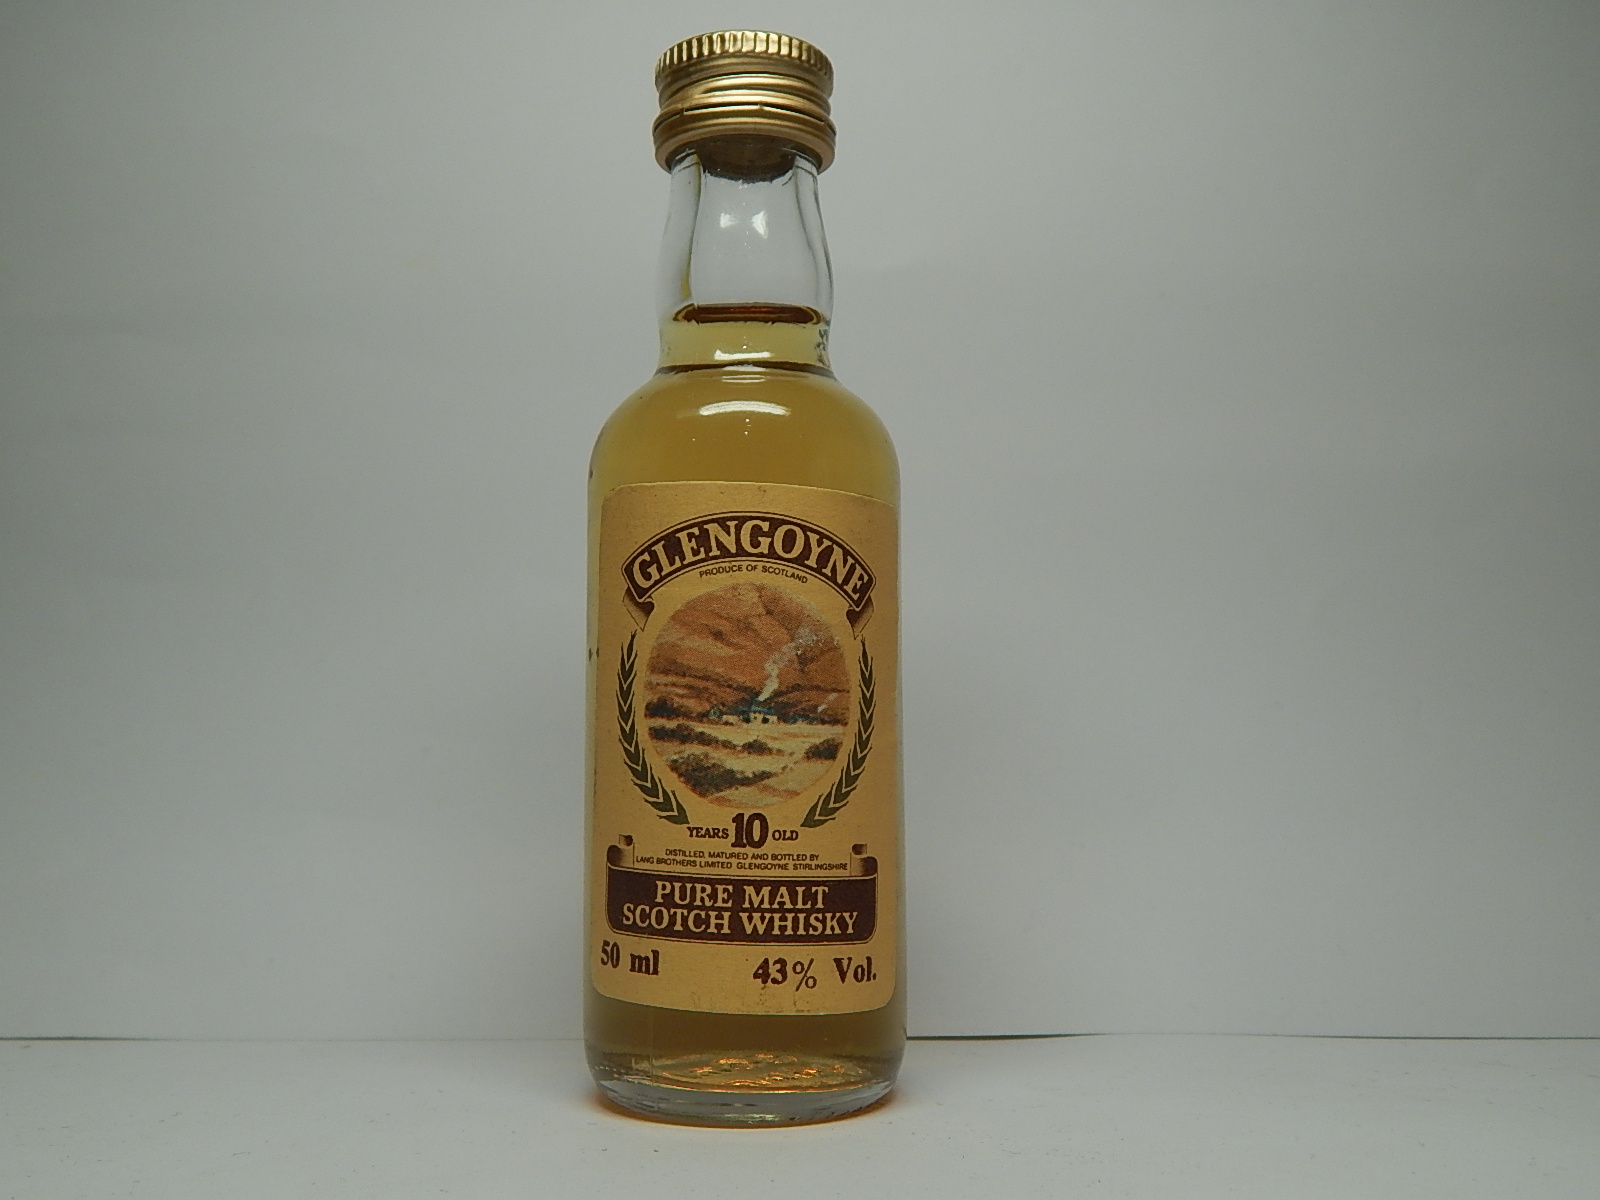 GLENGOYNE
PRODUCE OF SCOTLAND
YEARS 10 OLD
DISTILLED, MATURED AND BOTTLED BY
LANG BROTHERS LIMITED GLENGOYNE STIRLINGSHIRE
PURE MALT
SCOTCH WHISKY
50 ml 43% Vol.